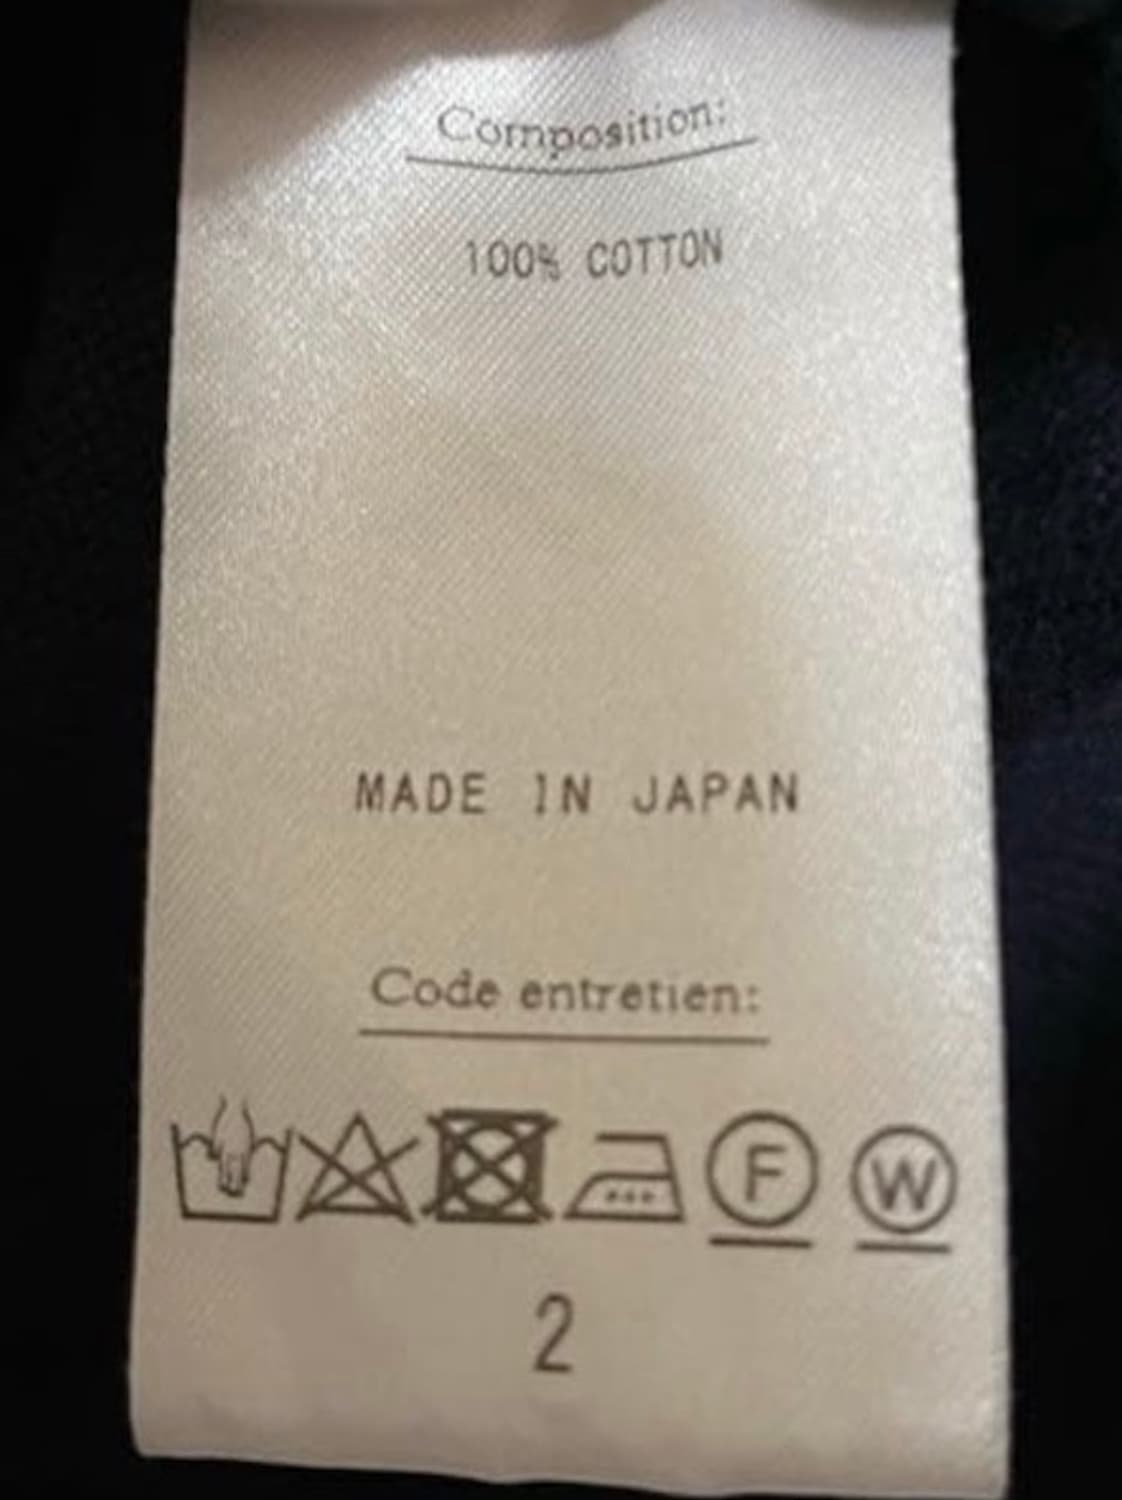 Composition:
100% COTTON
MADE IN JAPAN
Code entretien:
F W
2